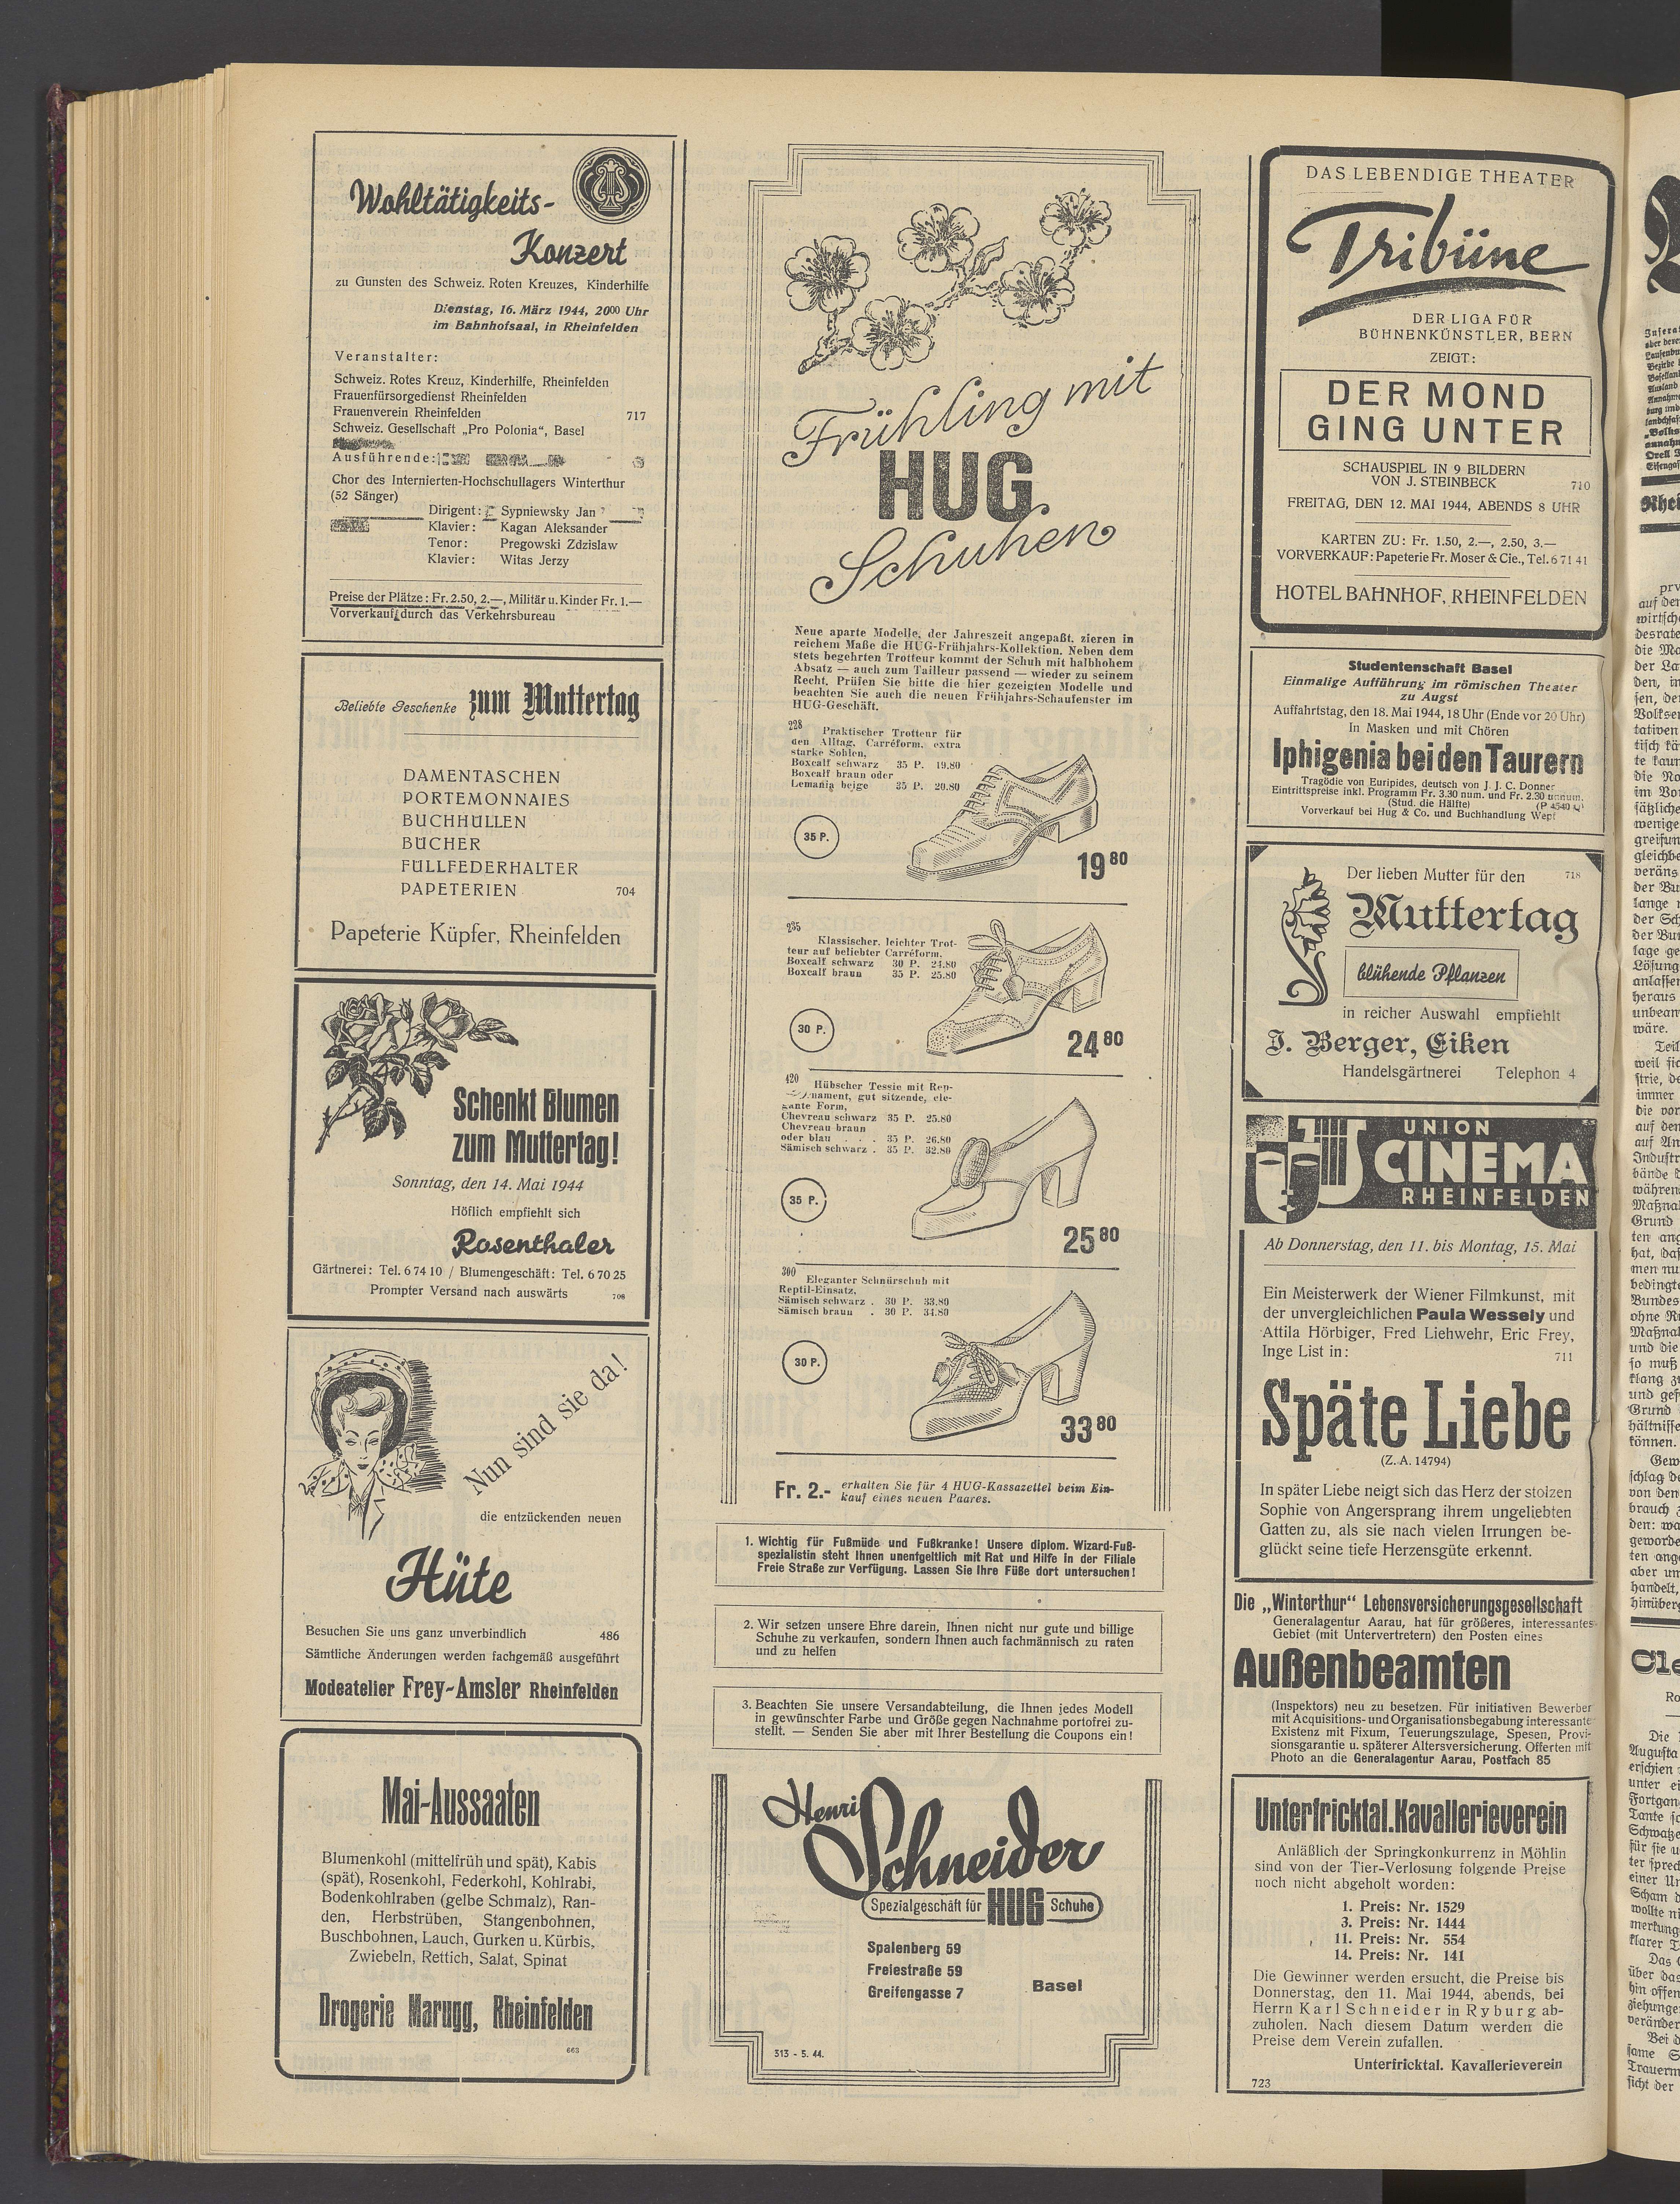 Wohltätigkeits-
Konzert
zu Gunsten des Schweiz. Roten Kreuzes, Kinderhilfe
Dienstag, 16. März 1944, 20⁰⁰ Uhr
im Bahnhofsaal, in Rheinfelden
Veranstalter:
Schweiz. Rotes Kreuz, Kinderhilfe, Rheinfelden
Frauenfürsorgedienst Rheinfelden
Frauenverein Rheinfelden 717
Schweiz. Gesellschaft „Pro Polonia“, Basel
Ausführende:
Chor des Internierten-Hochschullagers Winterthur
(52 Sänger)
Dirigent: Sypniewsky Jan
Klavier: Kagan Aleksander
Tenor: Pregowski Zdzislaw
Klavier: Witas Jerzy
Preise der Plätze: Fr. 2.50, 2.—, Militär u. Kinder Fr. 1.—
Vorverkauf durch das Verkehrsbureau
Beliebte Geschenke zum Muttertag
DAMENTASCHEN
PORTEMONNAIES
BUCHHÜLLEN
BÜCHER
FÜLLFEDERHALTER
PAPETERIEN 704
Papeterie Küpfer, Rheinfelden
Schenkt Blumen
zum Muttertag!
Sonntag, den 14. Mai 1944
Höflich empfiehlt sich
Rosenthaler
Gärtnerei: Tel. 6 74 10 / Blumengeschäft: Tel. 6 70 25
Prompter Versand nach auswärts 708
Nun sind sie da!
die entzückenden neuen
Hüte
Besuchen Sie uns ganz unverbindlich 486
Sämtliche Änderungen werden fachgemäß ausgeführt
Modeatelier Frey-Amsler Rheinfelden
Mai-Aussaaten
Blumenkohl (mittelfrüh und spät), Kabis
(spät), Rosenkohl, Federkohl, Kohlrabi,
Bodenkohlraben (gelbe Schmalz), Ran-
den, Herbstrüben, Stangenbohnen,
Buschbohnen, Lauch, Gurken u. Kürbis,
Zwiebeln, Rettich, Salat, Spinat
Drogerie Marugg, Rheinfelden
663
Frühling mit
HUG
Schuhen
Neue aparte Modelle, der Jahreszeit angepaßt, zieren in
reichem Maße die HUG-Frühjahrs-Kollektion. Neben dem
stets begehrten Trotteur kommt der Schuh mit halbhohem
Absatz — auch zum Tailleur passend — wieder zu seinem
Recht. Prüfen Sie bitte die hier gezeigten Modelle und
beachten Sie auch die neuen Frühjahrs-Schaufenster im
HUG-Geschäft.
228
Praktischer Trotteur für
den Alltag, Carréform, extra
starke Sohlen,
Boxcalf schwarz 35 P. 19.80
Boxcalf braun oder
Lemania beige 35 P. 20.80
35 P.
19⁸⁰
235
Klassischer, leichter Trot-
teur auf beliebter Carréform,
Boxcalf schwarz 30 P. 24.80
Boxcalf braun 35 P. 25.80
30 P.
24⁸⁰
420
Hübscher Tessie mit
gut sitzende, ele-
gante Form,
Chevreau schwarz 35 P. 25.80
Chevreau braun
oder blau . . . 35 P. 26.80
Sämisch schwarz . 35 P. 32.80
35 P.
25⁸⁰
300
Eleganter Schnürschuh mit
Reptil-Einsatz,
Sämisch schwarz . 30 P. 33.80
Sämisch braun . 30 P. 34.80
30 P.
33⁸⁰
Fr. 2.- erhalten Sie für 4 HUG-Kassazettel beim Ein-
kauf eines neuen Paares.
1. Wichtig für Fußmüde und Fußkranke! Unsere diplom. Wizard-Fuß-
spezialistin steht Ihnen unentgeltlich mit Rat und Hilfe in der Filiale
Freie Straße zur Verfügung. Lassen Sie Ihre Füße dort untersuchen!
2. Wir setzen unsere Ehre darein, Ihnen nicht nur gute und billige
Schuhe zu verkaufen, sondern Ihnen auch fachmännisch zu raten
und zu helfen
3. Beachten Sie unsere Versandabteilung, die Ihnen jedes Modell
in gewünschter Farbe und Größe gegen Nachnahme portofrei zu-
stellt. — Senden Sie aber mit Ihrer Bestellung die Coupons ein!
Henri
Schneider
Spezialgeschäft für HUG Schuhe
Spalenberg 59
Freiestraße 59
Greifengasse 7 Basel
313 - 5. 44.
DAS LEBENDIGE THEATER
Tribüne
DER LIGA FÜR
BÜHNENKÜNSTLER, BERN
ZEIGT:
DER MOND
GING UNTER
SCHAUSPIEL IN 9 BILDERN
VON J. STEINBECK 710
FREITAG, DEN 12. MAI 1944, ABENDS 8 UHR
KARTEN ZU: Fr. 1.50, 2.—, 2.50, 3.—
VORVERKAUF: Papeterie Fr. Moser & Cie., Tel. 6 71 41
HOTEL BAHNHOF, RHEINFELDEN
Studentenschaft Basel
Einmalige Aufführung im römischen Theater
zu Augst
Auffahrtstag, den 18. Mai 1944, 18 Uhr (Ende vor 20 Uhr)
In Masken und mit Chören
Iphigenia bei den Taurern
Tragödie von Euripides, deutsch von J. J. C. Donner
Eintrittspreise inkl. Programm Fr. 3.30 num. und Fr. 2.30 unnum.
(Stud. die Hälfte) (P 4540 Q)
Vorverkauf bei Hug & Co. und Buchhandlung Wepf
Der lieben Mutter für den 718
Muttertag
blühende Pflanzen
in reicher Auswahl empfiehlt
J. Berger, Eiken
Handelsgärtnerei Telephon 4
UNION
CINEMA
RHEINFELDEN
Ab Donnerstag, den 11. bis Montag, 15. Mai
Ein Meisterwerk der Wiener Filmkunst, mit
der unvergleichlichen Paula Wessely und
Attila Hörbiger, Fred Liehwehr, Eric Frey,
Inge List in: 711
Späte Liebe
(Z. A. 14794)
In später Liebe neigt sich das Herz der stolzen
Sophie von Angersprang ihrem ungeliebten
Gatten zu, als sie nach vielen Irrungen be-
glückt seine tiefe Herzensgüte erkennt.
Die „Winterthur“ Lebensversicherungsgesellschaft
Generalagentur Aarau, hat für größeres, interessantes
Gebiet (mit Untervertretern) den Posten eines
Außenbeamten
(Inspektors) neu zu besetzen. Für initiativen Bewerber
mit Acquisitions- und Organisationsbegabung interessante
Existenz mit Fixum, Teuerungszulage, Spesen, Provi-
sionsgarantie u. späterer Altersversicherung. Offerten mit
Photo an die Generalagentur Aarau, Postfach 85
Unterfricktal. Kavallerieverein
Anläßlich der Springkonkurrenz in Möhlin
sind von der Tier-Verlosung folgende Preise
noch nicht abgeholt worden:
1. Preis: Nr. 1529
3. Preis: Nr. 1444
11. Preis: Nr. 554
14. Preis: Nr. 141
Die Gewinner werden ersucht, die Preise bis
Donnerstag, den 11. Mai 1944, abends, bei
Herrn Karl Schneider in Ryburg ab-
zuholen. Nach diesem Datum werden die
Preise dem Verein zufallen.
Unterfricktal. Kavallerieverein
723